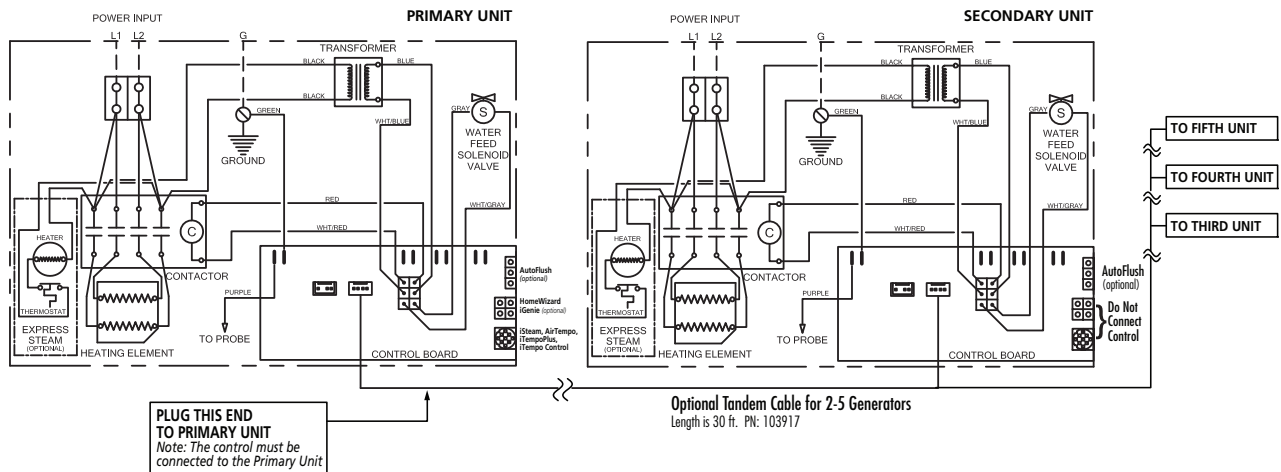 PRIMARY UNIT
POWER INPUT
L1 L2 G
TRANSFORMER
BLACK
BLUE
BLACK
GREEN
GROUND
WHT/BLUE
GRAY
S
WATER
FEED
SOLENOID
VALVE
RED
WHT/GRAY
WHT/RED
C
CONTACTOR
HEATER
THERMOSTAT
EXPRESS
STEAM
(OPTIONAL)
HEATING ELEMENT
PURPLE
TO PROBE
CONTROL BOARD
AutoFlush
(optional)
HomeWizard
iGenie (optional)
iSteam, AirTempo,
iTempoPlus,
iTempo Control
SECONDARY UNIT
POWER INPUT
L1 L2 G
TRANSFORMER
BLACK
BLUE
BLACK
GREEN
GROUND
WHT/BLUE
GRAY
S
WATER
FEED
SOLENOID
VALVE
RED
WHT/GRAY
WHT/RED
C
CONTACTOR
HEATER
THERMOSTAT
EXPRESS
STEAM
(OPTIONAL)
HEATING ELEMENT
PURPLE
TO PROBE
CONTROL BOARD
AutoFlush
(optional)
Do Not
Connect
Control
TO FIFTH UNIT
TO FOURTH UNIT
TO THIRD UNIT
PLUG THIS END
TO PRIMARY UNIT
Note: The control must be
connected to the Primary Unit
Optional Tandem Cable for 2-5 Generators
Length is 30 ft. PN: 103917